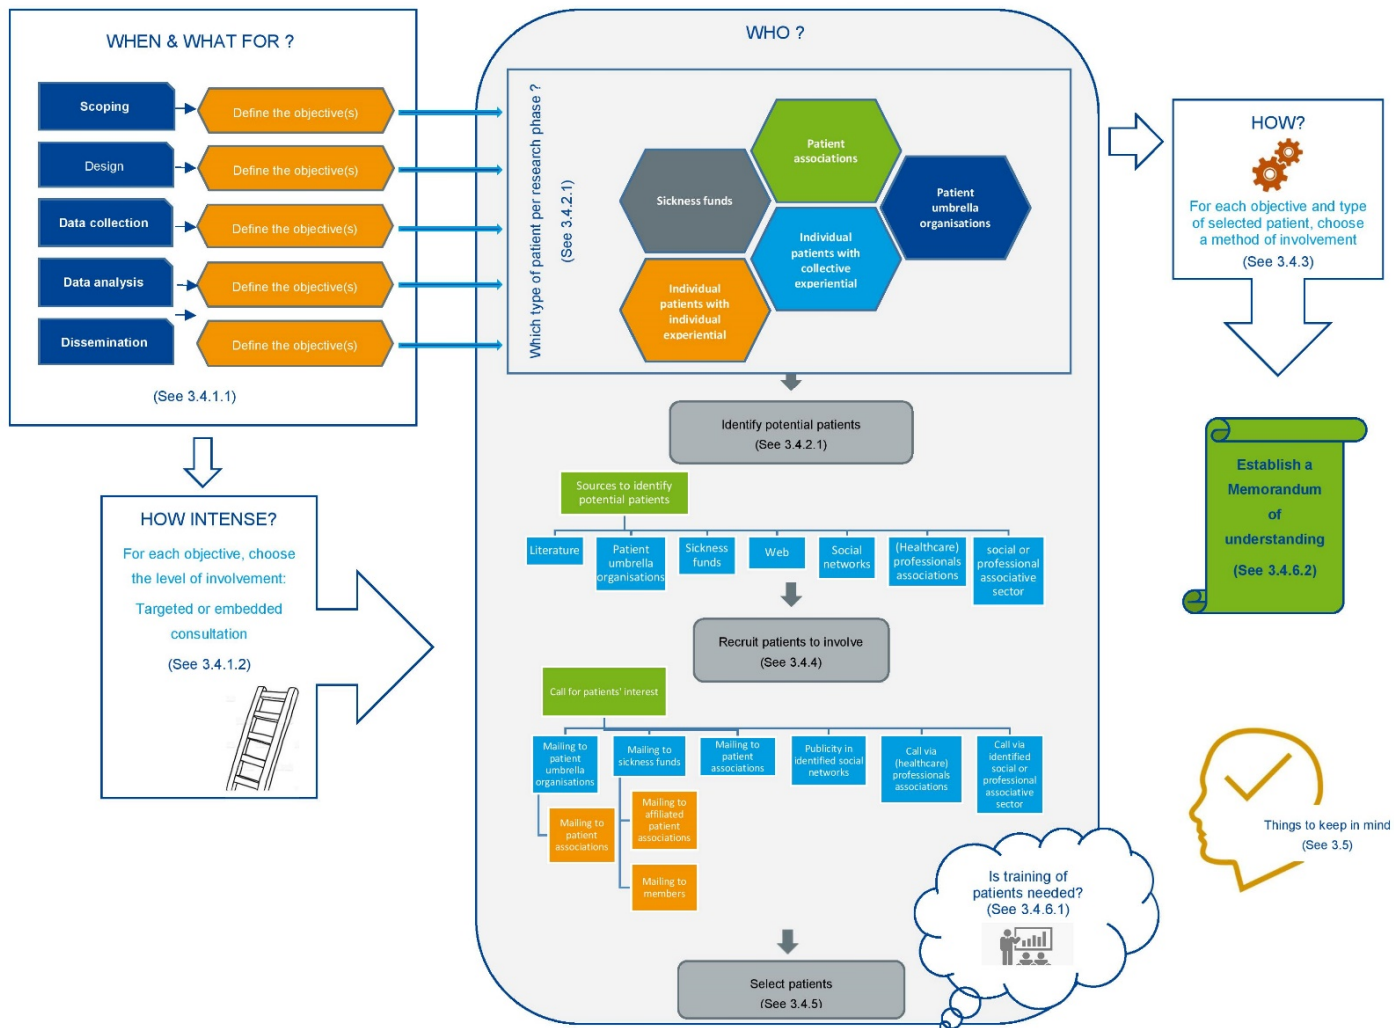 WHEN & WHAT FOR ?
Scoping
Define the objective(s)
Design
Define the objective(s)
Data collection
Define the objective(s)
Data analysis
Define the objective(s)
Dissemination
Define the objective(s)
(See 3.4.1.1)
HOW INTENSE?
For each objective, choose
the level of involvement:
Targeted or embedded
consultation
(See 3.4.1.2)
WHO ?
Which type of patient per research phase ?
(See 3.4.2.1)
Patient
associations
Sickness funds
Patient
umbrella
organisations
Individual
patients with
collective
experiential
Individual
patients with
individual
experiential
Identify potential patients
(See 3.4.2.1)
Sources to identify
potential patients
Literature
Patient
umbrella
organisations
Sickness
funds
Web
Social
networks
(Healthcare)
professionals
associations
social or
professional
associative
sector
Recruit patients to involve
(See 3.4.4)
Call for patients' interest
Mailing to
patient
umbrella
organisations
Mailing to
sickness funds
Mailing to
patient
associations
Publicity in
identified social
networks
Call via
(healthcare)
professionals
associations
Call via
identified
social or
professional
associative
sector
Mailing to
patient
associations
Mailing to
affiliated
patient
associations
Mailing to
members
Is training of
patients needed?
(See 3.4.6.1)
Select patients
(See 3.4.5)
HOW?
For each objective and type
of selected patient, choose
a method of involvement
(See 3.4.3)
Establish a
Memorandum
of
understanding
(See 3.4.6.2)
Things to keep in mind
(See 3.5)